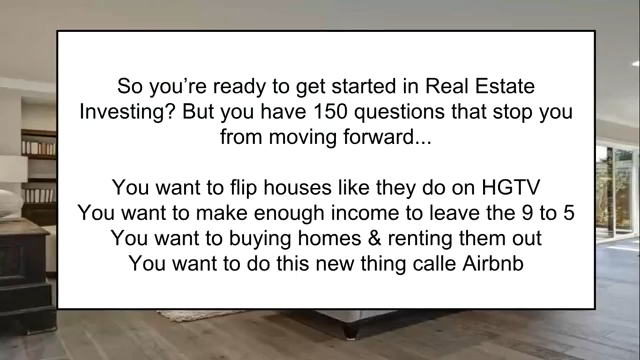 So you’re ready to get started in Real Estate
Investing? But you have 150 questions that stop you
from moving forward...
You want to flip houses like they do on HGTV
You want to make enough income to leave the 9 to 5
You want to buying homes & renting them out
You want to do this new thing calle Airbnb